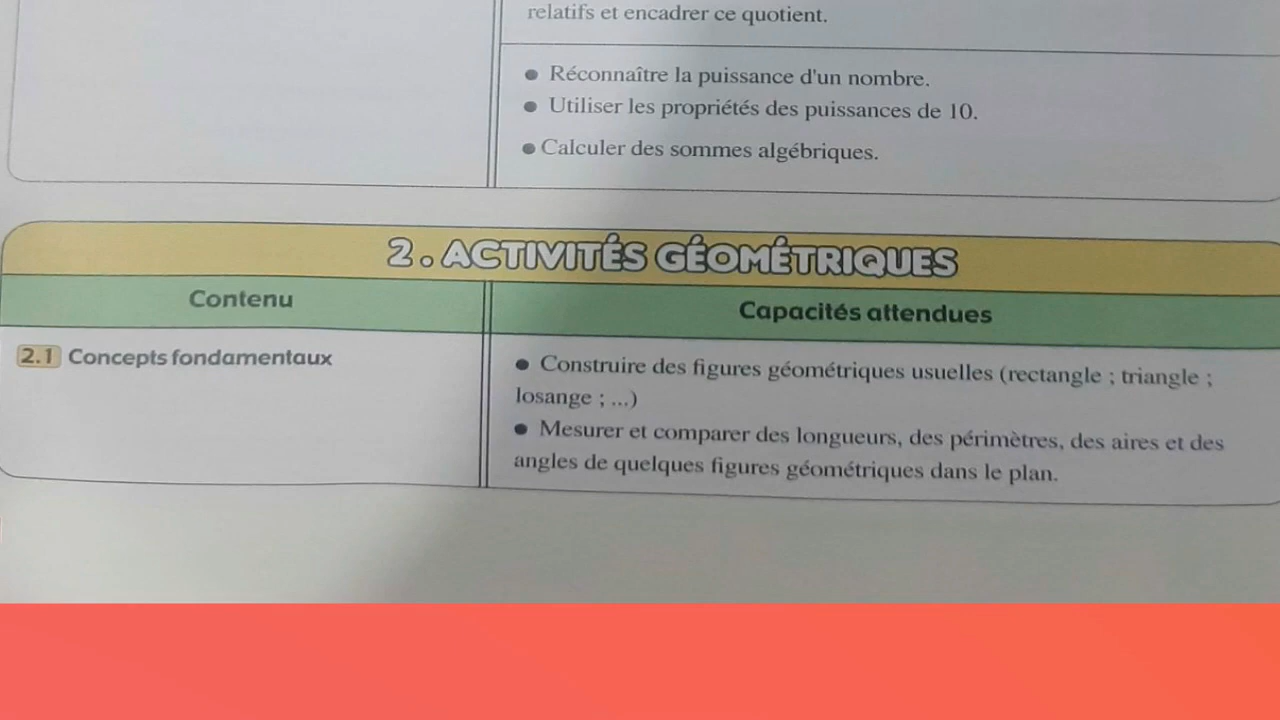 relatifs et encadrer ce quotient.
● Réconnaître la puissance d'un nombre.
● Utiliser les propriétés des puissances de 10.
● Calculer des sommes algébriques.
2. ACTIVITÉS GÉOMÉTRIQUES
Contenu
Capacités attendues
2.1 Concepts fondamentaux
● Construire des figures géométriques usuelles (rectangle ; triangle ;
losange ; ...)
● Mesurer et comparer des longueurs, des périmètres, des aires et des
angles de quelques figures géométriques dans le plan.